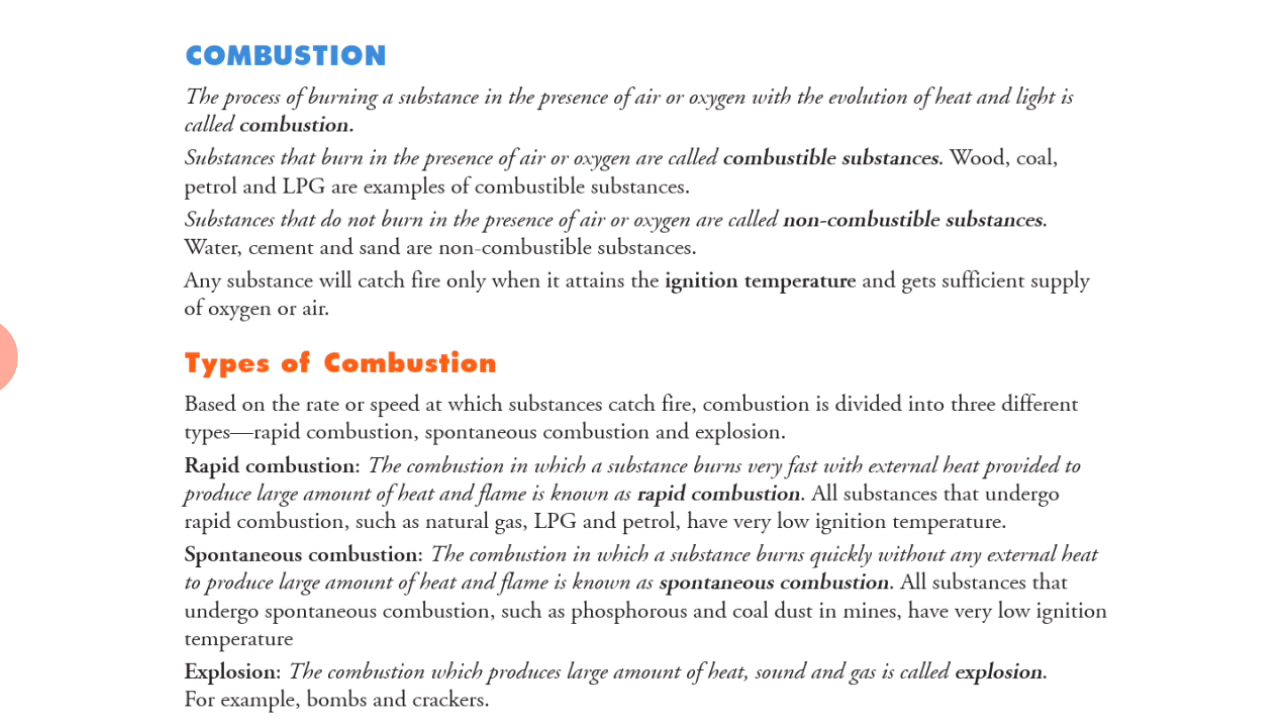 COMBUSTION
The process of burning a substance in the presence of air or oxygen with the evolution of heat and light is
called combustion.
Substances that burn in the presence of air or oxygen are called combustible substances. Wood, coal,
petrol and LPG are examples of combustible substances.
Substances that do not burn in the presence of air or oxygen are called non-combustible substances.
Water, cement and sand are non-combustible substances.
Any substance will catch fire only when it attains the ignition temperature and gets sufficient supply
of oxygen or air.
Types of Combustion
Based on the rate or speed at which substances catch fire, combustion is divided into three different
types—rapid combustion, spontaneous combustion and explosion.
Rapid combustion: The combustion in which a substance burns very fast with external heat provided to
produce large amount of heat and flame is known as rapid combustion. All substances that undergo
rapid combustion, such as natural gas, LPG and petrol, have very low ignition temperature.
Spontaneous combustion: The combustion in which a substance burns quickly without any external heat
to produce large amount of heat and flame is known as spontaneous combustion. All substances that
undergo spontaneous combustion, such as phosphorous and coal dust in mines, have very low ignition
temperature
Explosion: The combustion which produces large amount of heat, sound and gas is called explosion.
For example, bombs and crackers.